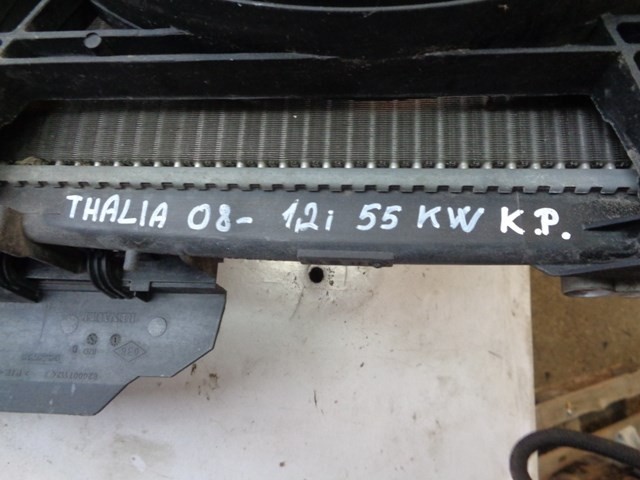 THALIA 08- 1,2i 55 KW K.P.